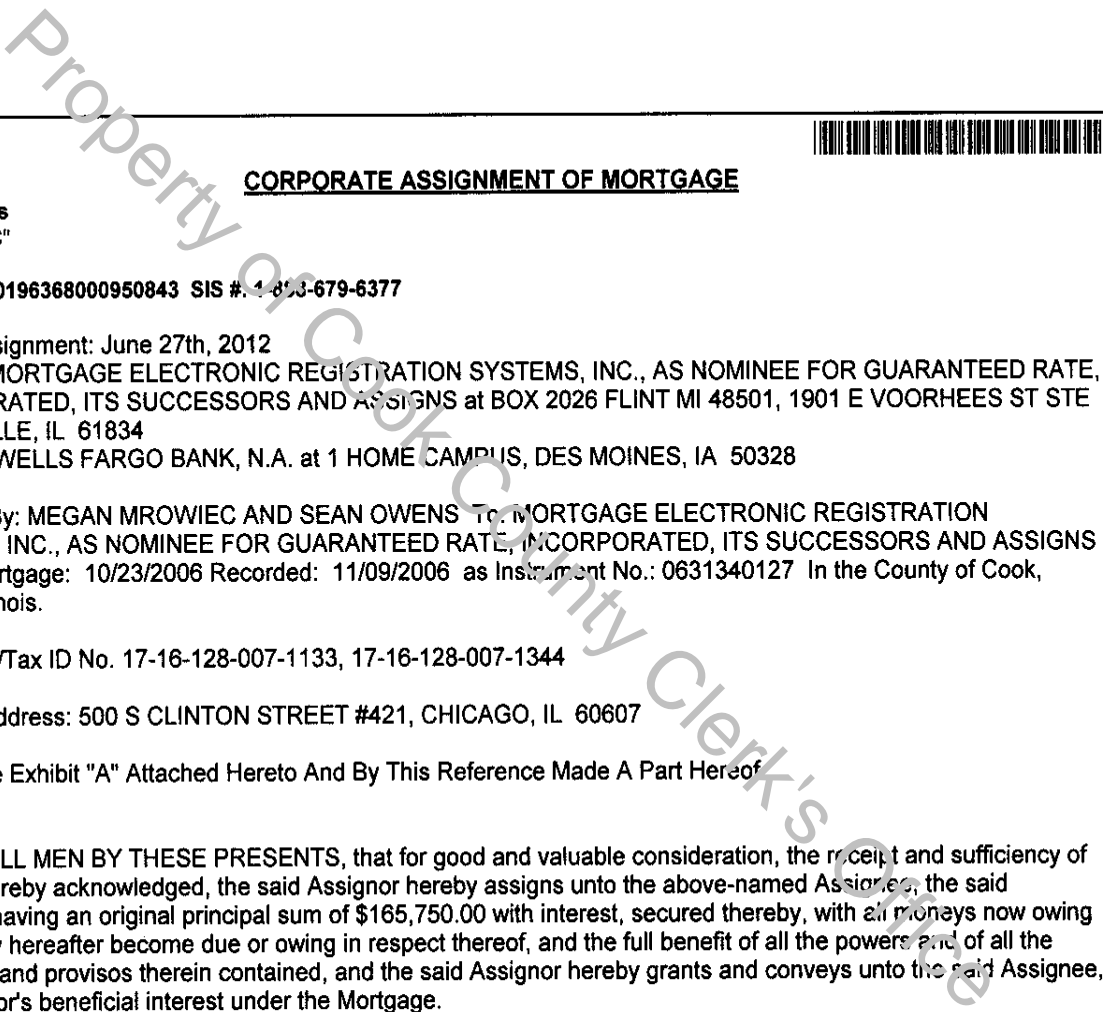 Property of Cook County Clerk's Office
CORPORATE ASSIGNMENT OF MORTGAGE
s
"
0196368000950843 SIS #: 1-888-679-6377
signment: June 27th, 2012
MORTGAGE ELECTRONIC REGISTRATION SYSTEMS, INC., AS NOMINEE FOR GUARANTEED RATE,
RATED, ITS SUCCESSORS AND ASSIGNS at BOX 2026 FLINT MI 48501, 1901 E VOORHEES ST STE
LLE, IL 61834
WELLS FARGO BANK, N.A. at 1 HOME CAMPUS, DES MOINES, IA 50328
By: MEGAN MROWIEC AND SEAN OWENS To: MORTGAGE ELECTRONIC REGISTRATION
INC., AS NOMINEE FOR GUARANTEED RATE, INCORPORATED, ITS SUCCESSORS AND ASSIGNS
rtgage: 10/23/2006 Recorded: 11/09/2006 as Instrument No.: 0631340127 In the County of Cook,
nois.
/Tax ID No. 17-16-128-007-1133, 17-16-128-007-1344
ddress: 500 S CLINTON STREET #421, CHICAGO, IL 60607
e Exhibit "A" Attached Hereto And By This Reference Made A Part Hereof
LL MEN BY THESE PRESENTS, that for good and valuable consideration, the receipt and sufficiency of
reby acknowledged, the said Assignor hereby assigns unto the above-named Assignee, the said
having an original principal sum of $165,750.00 with interest, secured thereby, with all moneys now owing
y hereafter become due or owing in respect thereof, and the full benefit of all the powers and of all the
and provisos therein contained, and the said Assignor hereby grants and conveys unto the said Assignee,
or's beneficial interest under the Mortgage.